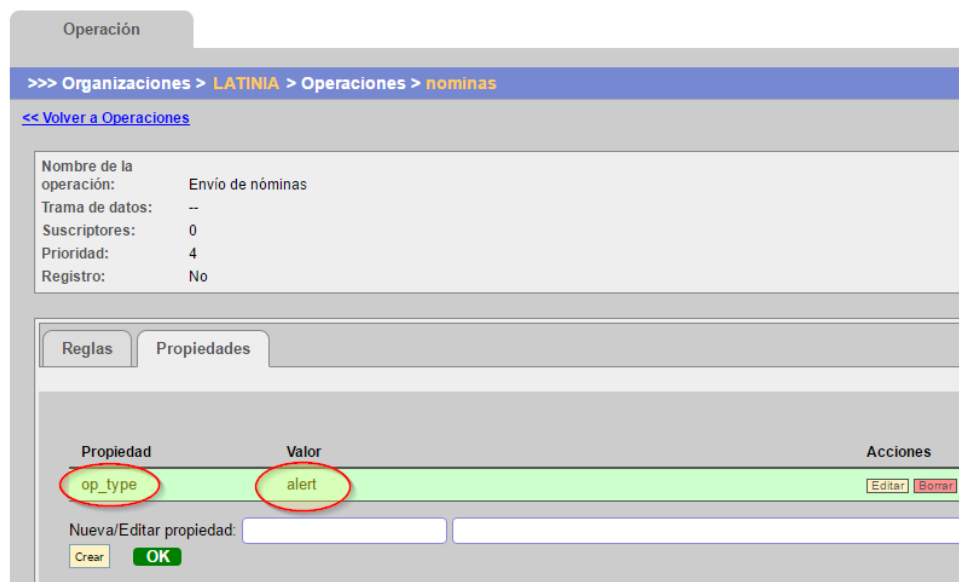 Operación
>>> Organizaciones > LATINIA > Operaciones > nominas
<< Volver a Operaciones
Nombre de la
operación: Envío de nóminas
Trama de datos: --
Suscriptores: 0
Prioridad: 4
Registro: No
Reglas Propiedades
Propiedad Valor Acciones
op_type alert Editar Borrar
Nueva/Editar propiedad:
Crear OK